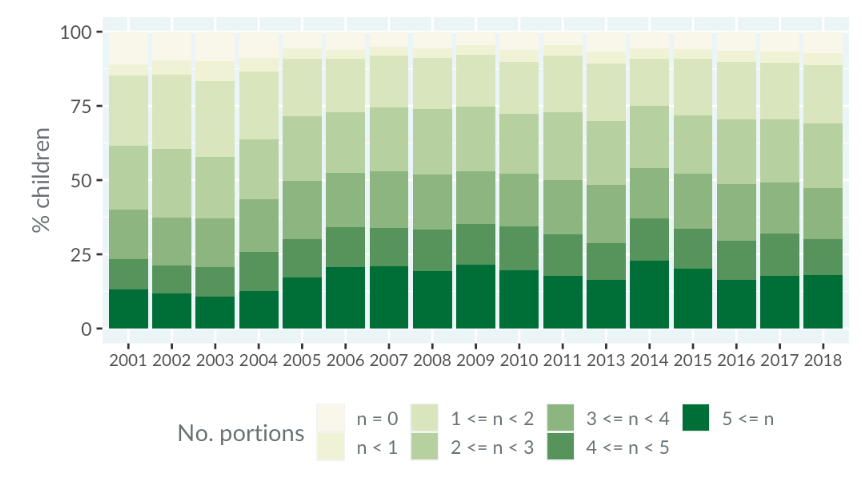 100
75
50
25
0
% children
2001 2002 2003 2004 2005 2006 2007 2008 2009 2010 2011 2013 2014 2015 2016 2017 2018
No. portions
n = 0 1 <= n < 2 3 <= n < 4 5 <= n
n < 1 2 <= n < 3 4 <= n < 5